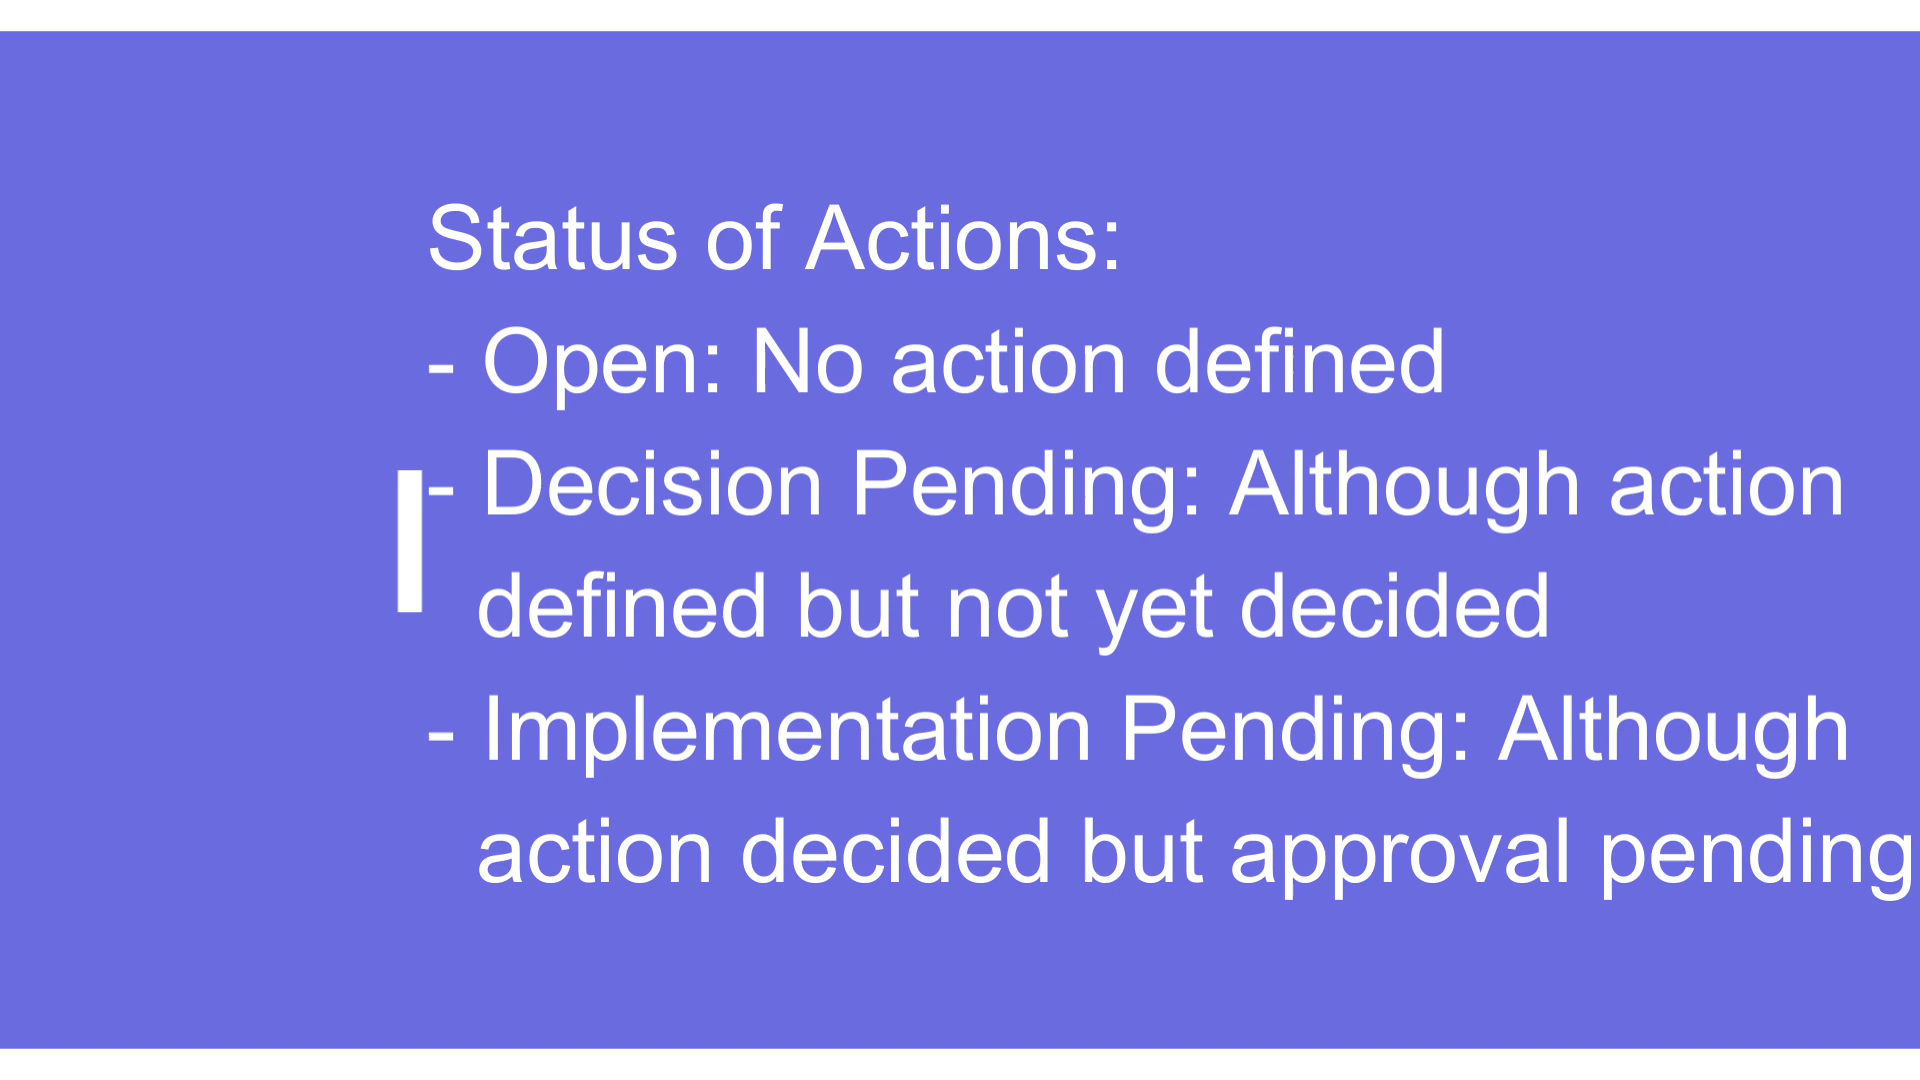 Status of Actions:
- Open: No action defined
- Decision Pending: Although action
defined but not yet decided
- Implementation Pending: Although
action decided but approval pending